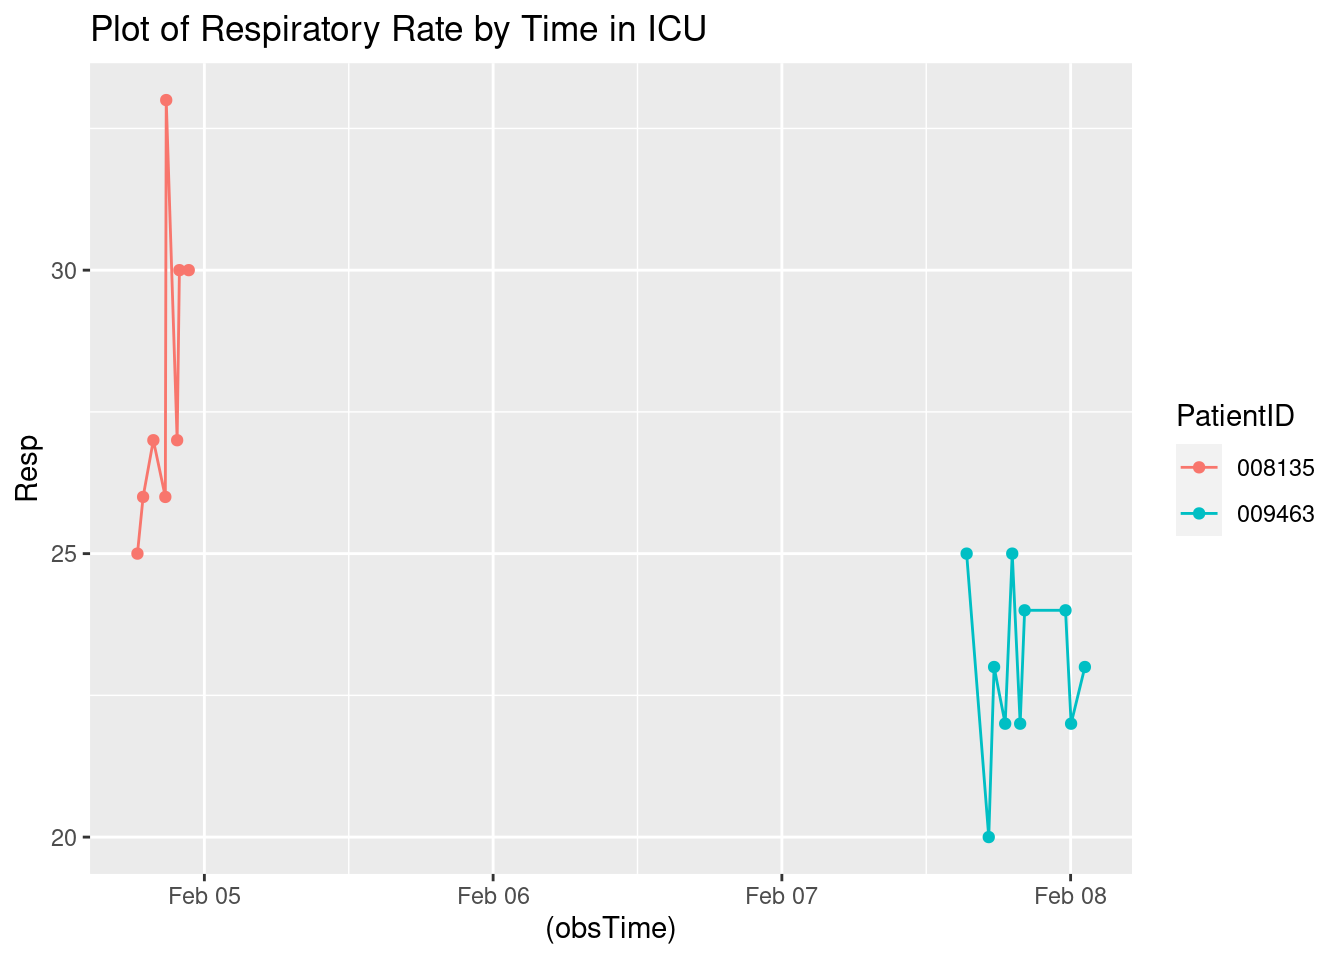 Plot of Respiratory Rate by Time in ICU
Resp
30
25
20
Feb 05
Feb 06
Feb 07
Feb 08
(obsTime)
PatientID
008135
009463